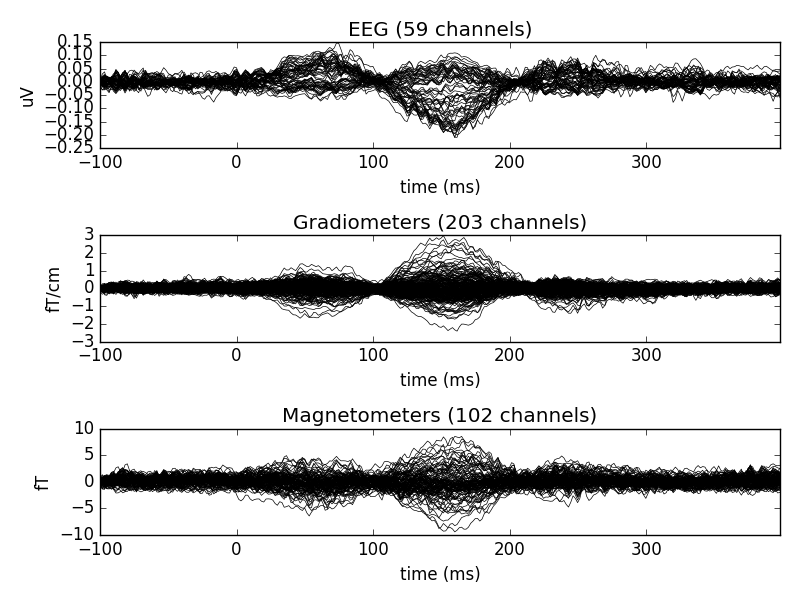 EEG (59 channels)
0.15
0.10
0.05
0.00
−0.05
−0.10
−0.15
−0.20
−0.25
uV
−100 0 100 200 300
time (ms)
Gradiometers (203 channels)
3
2
1
0
−1
−2
−3
fT/cm
−100 0 100 200 300
time (ms)
Magnetometers (102 channels)
10
5
0
−5
−10
fT
−100 0 100 200 300
time (ms)